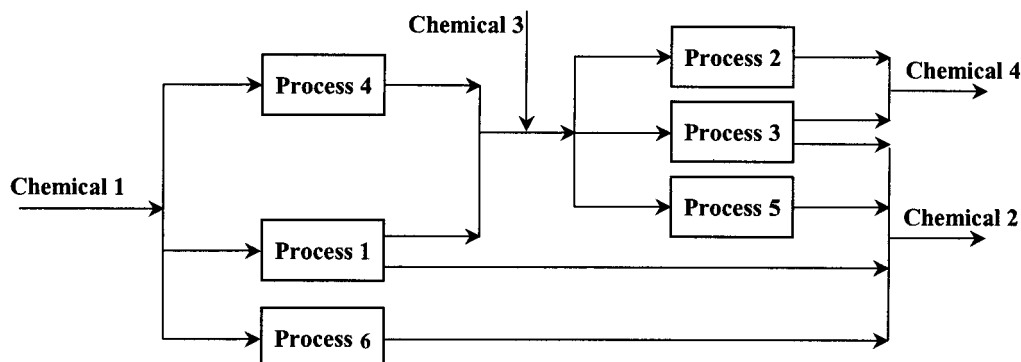 Chemical 3
Process 2
Chemical 4
Process 4
Process 3
Chemical 1
Process 5
Chemical 2
Process 1
Process 6